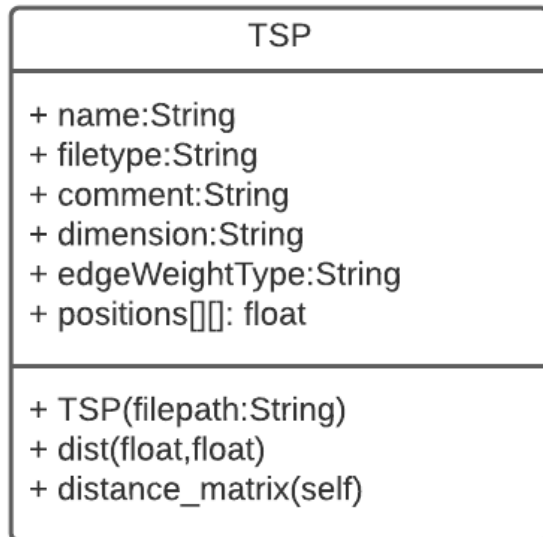 TSP
+ name:String
+ filetype:String
+ comment:String
+ dimension:String
+ edgeWeightType:String
+ positions[][]: float
+ TSP(filepath:String)
+ dist(float,float)
+ distance_matrix(self)